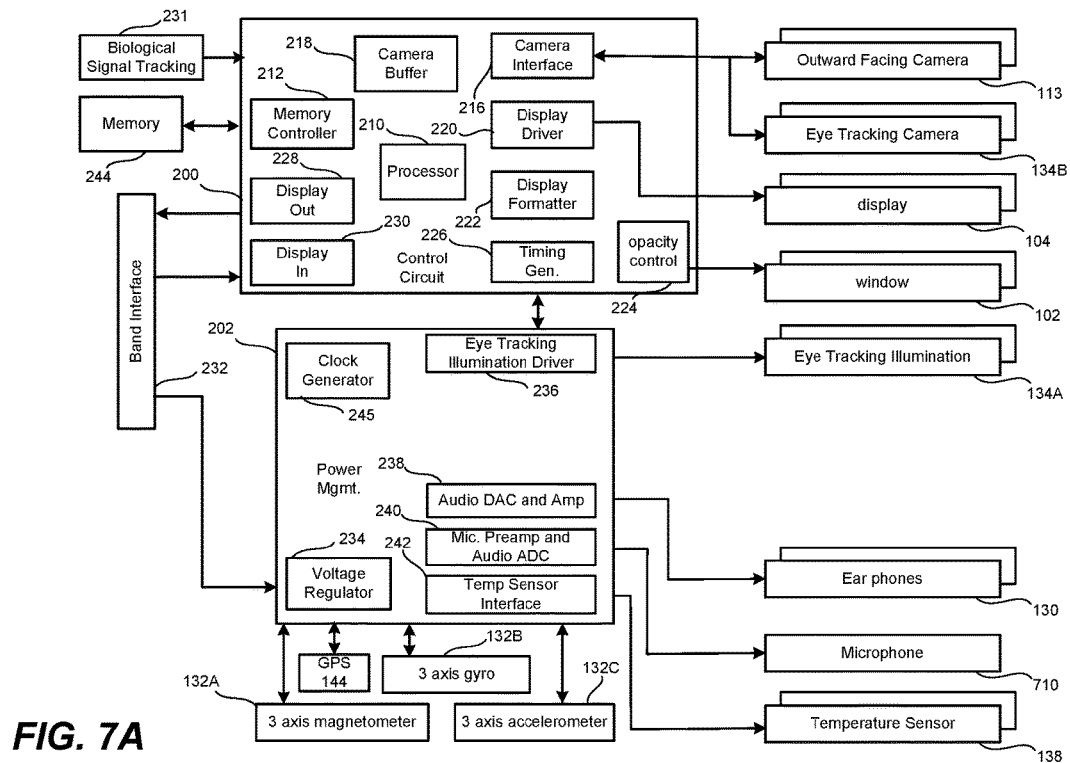 231
Biological
Signal Tracking
Memory
244
Band Interface
232
200
218
Camera
Buffer
212
Memory
Controller
210
Processor
228
Display
Out
230
Display
In
Control
Circuit
Camera
Interface
216
220
Display
Driver
222
Display
Formatter
226
Timing
Gen.
opacity
control
224
Outward Facing Camera
113
Eye Tracking Camera
134B
display
104
window
102
Eye Tracking Illumination
134A
202
Clock
Generator
245
Eye Tracking
Illumination Driver
236
Power
Mgmt.
238
Audio DAC and Amp
240
Mic. Preamp and
Audio ADC
242
Temp Sensor
Interface
234
Voltage
Regulator
Ear phones
130
Microphone
710
Temperature Sensor
138
GPS
144
132B
3 axis gyro
132A
3 axis magnetometer
132C
3 axis accelerometer
FIG. 7A